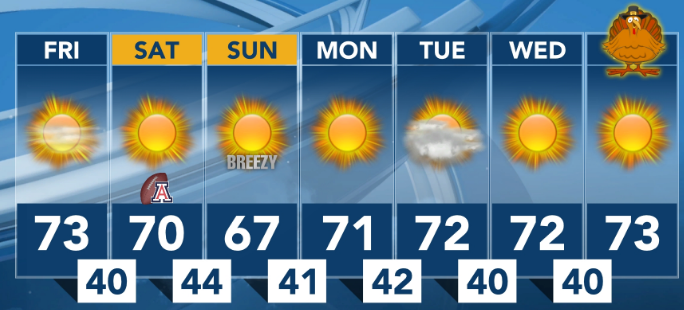 FRI SAT SUN MON TUE WED
BREEZY
A
73 70 67 71 72 72 73
40 44 41 42 40 40